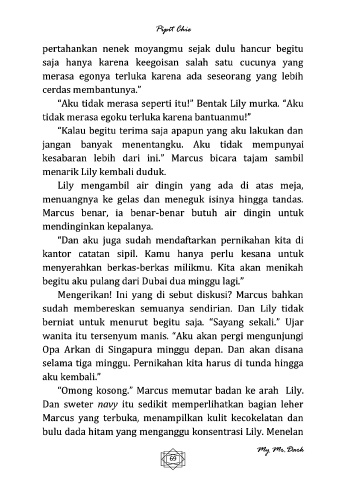 Pipit Chie
pertahankan nenek moyangmu sejak dulu hancur begitu
saja hanya karena keegoisan salah satu cucunya yang
merasa egonya terluka karena ada seseorang yang lebih
cerdas membantunya.”
“Aku tidak merasa seperti itu!” Bentak Lily murka. “Aku
tidak merasa egoku terluka karena bantuanmu!”
“Kalau begitu terima saja apapun yang aku lakukan dan
jangan banyak menentangku. Aku tidak mempunyai
kesabaran lebih dari ini.” Marcus bicara tajam sambil
menarik Lily kembali duduk.
Lily mengambil air dingin yang ada di atas meja,
menuangnya ke gelas dan meneguk isinya hingga tandas.
Marcus benar, ia benar-benar butuh air dingin untuk
mendinginkan kepalanya.
“Dan aku juga sudah mendaftarkan pernikahan kita di
kantor catatan sipil. Kamu hanya perlu kesana untuk
menyerahkan berkas-berkas milikmu. Kita akan menikah
begitu aku pulang dari Dubai dua minggu lagi.”
Mengerikan! Ini yang di sebut diskusi? Marcus bahkan
sudah membereskan semuanya sendirian. Dan Lily tidak
berniat untuk menurut begitu saja. “Sayang sekali.” Ujar
wanita itu tersenyum manis. “Aku akan pergi mengunjungi
Opa Arkan di Singapura minggu depan. Dan akan disana
selama tiga minggu. Pernikahan kita harus di tunda hingga
aku kembali.”
“Omong kosong.” Marcus memutar badan ke arah Lily.
Dan sweter navy itu sedikit memperlihatkan bagian leher
Marcus yang terbuka, menampilkan kulit kecokelatan dan
bulu dada hitam yang menganggu konsentrasi Lily. Menelan
My Mr. Dark
69